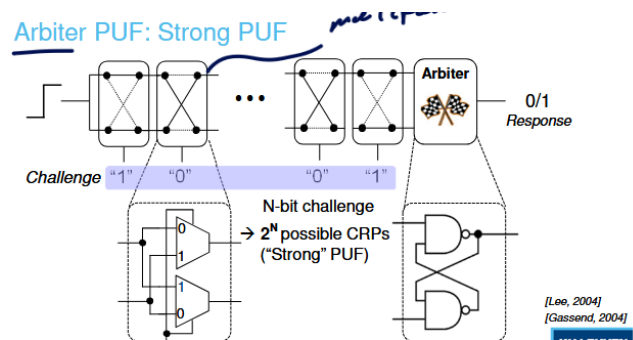 Arbiter PUF: Strong PUF
Arbiter
0/1
Response
Challenge "1" "0" "0" "1"
0
1
1
0
N-bit challenge
→ 2^N possible CRPs
("Strong" PUF)
[Lee, 2004]
[Gassend, 2004]